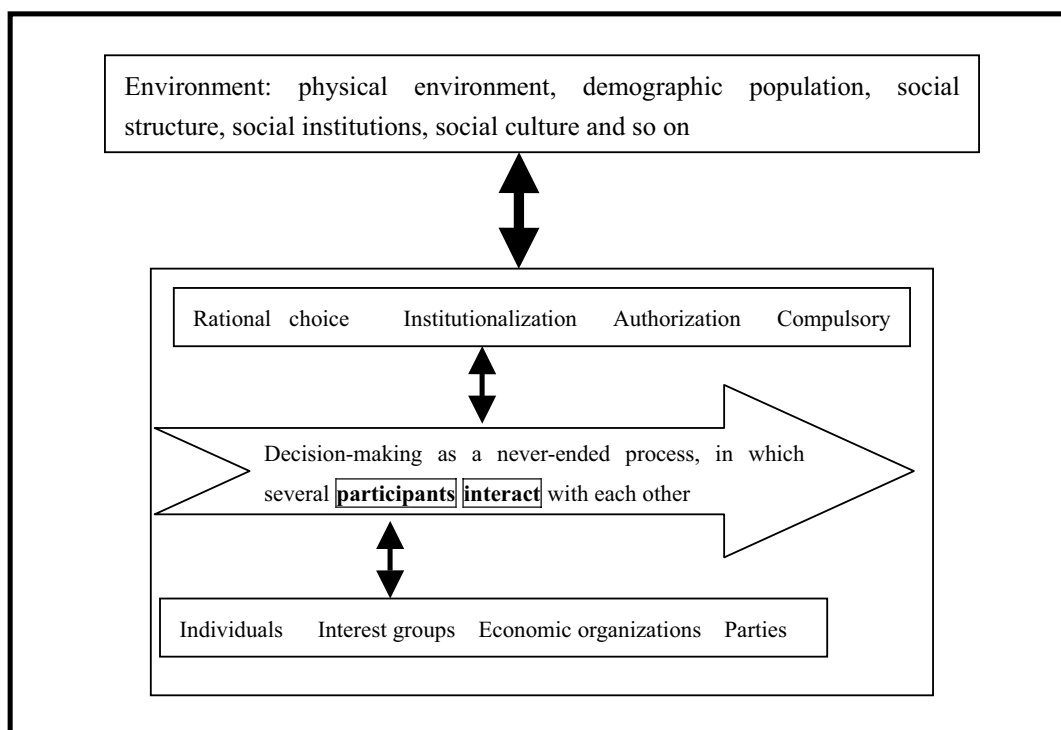 Environment: physical environment, demographic population, social
structure, social institutions, social culture and so on
Rational choice Institutionalization Authorization Compulsory
Decision-making as a never-ended process, in which
several participants interact with each other
Individuals Interest groups Economic organizations Parties